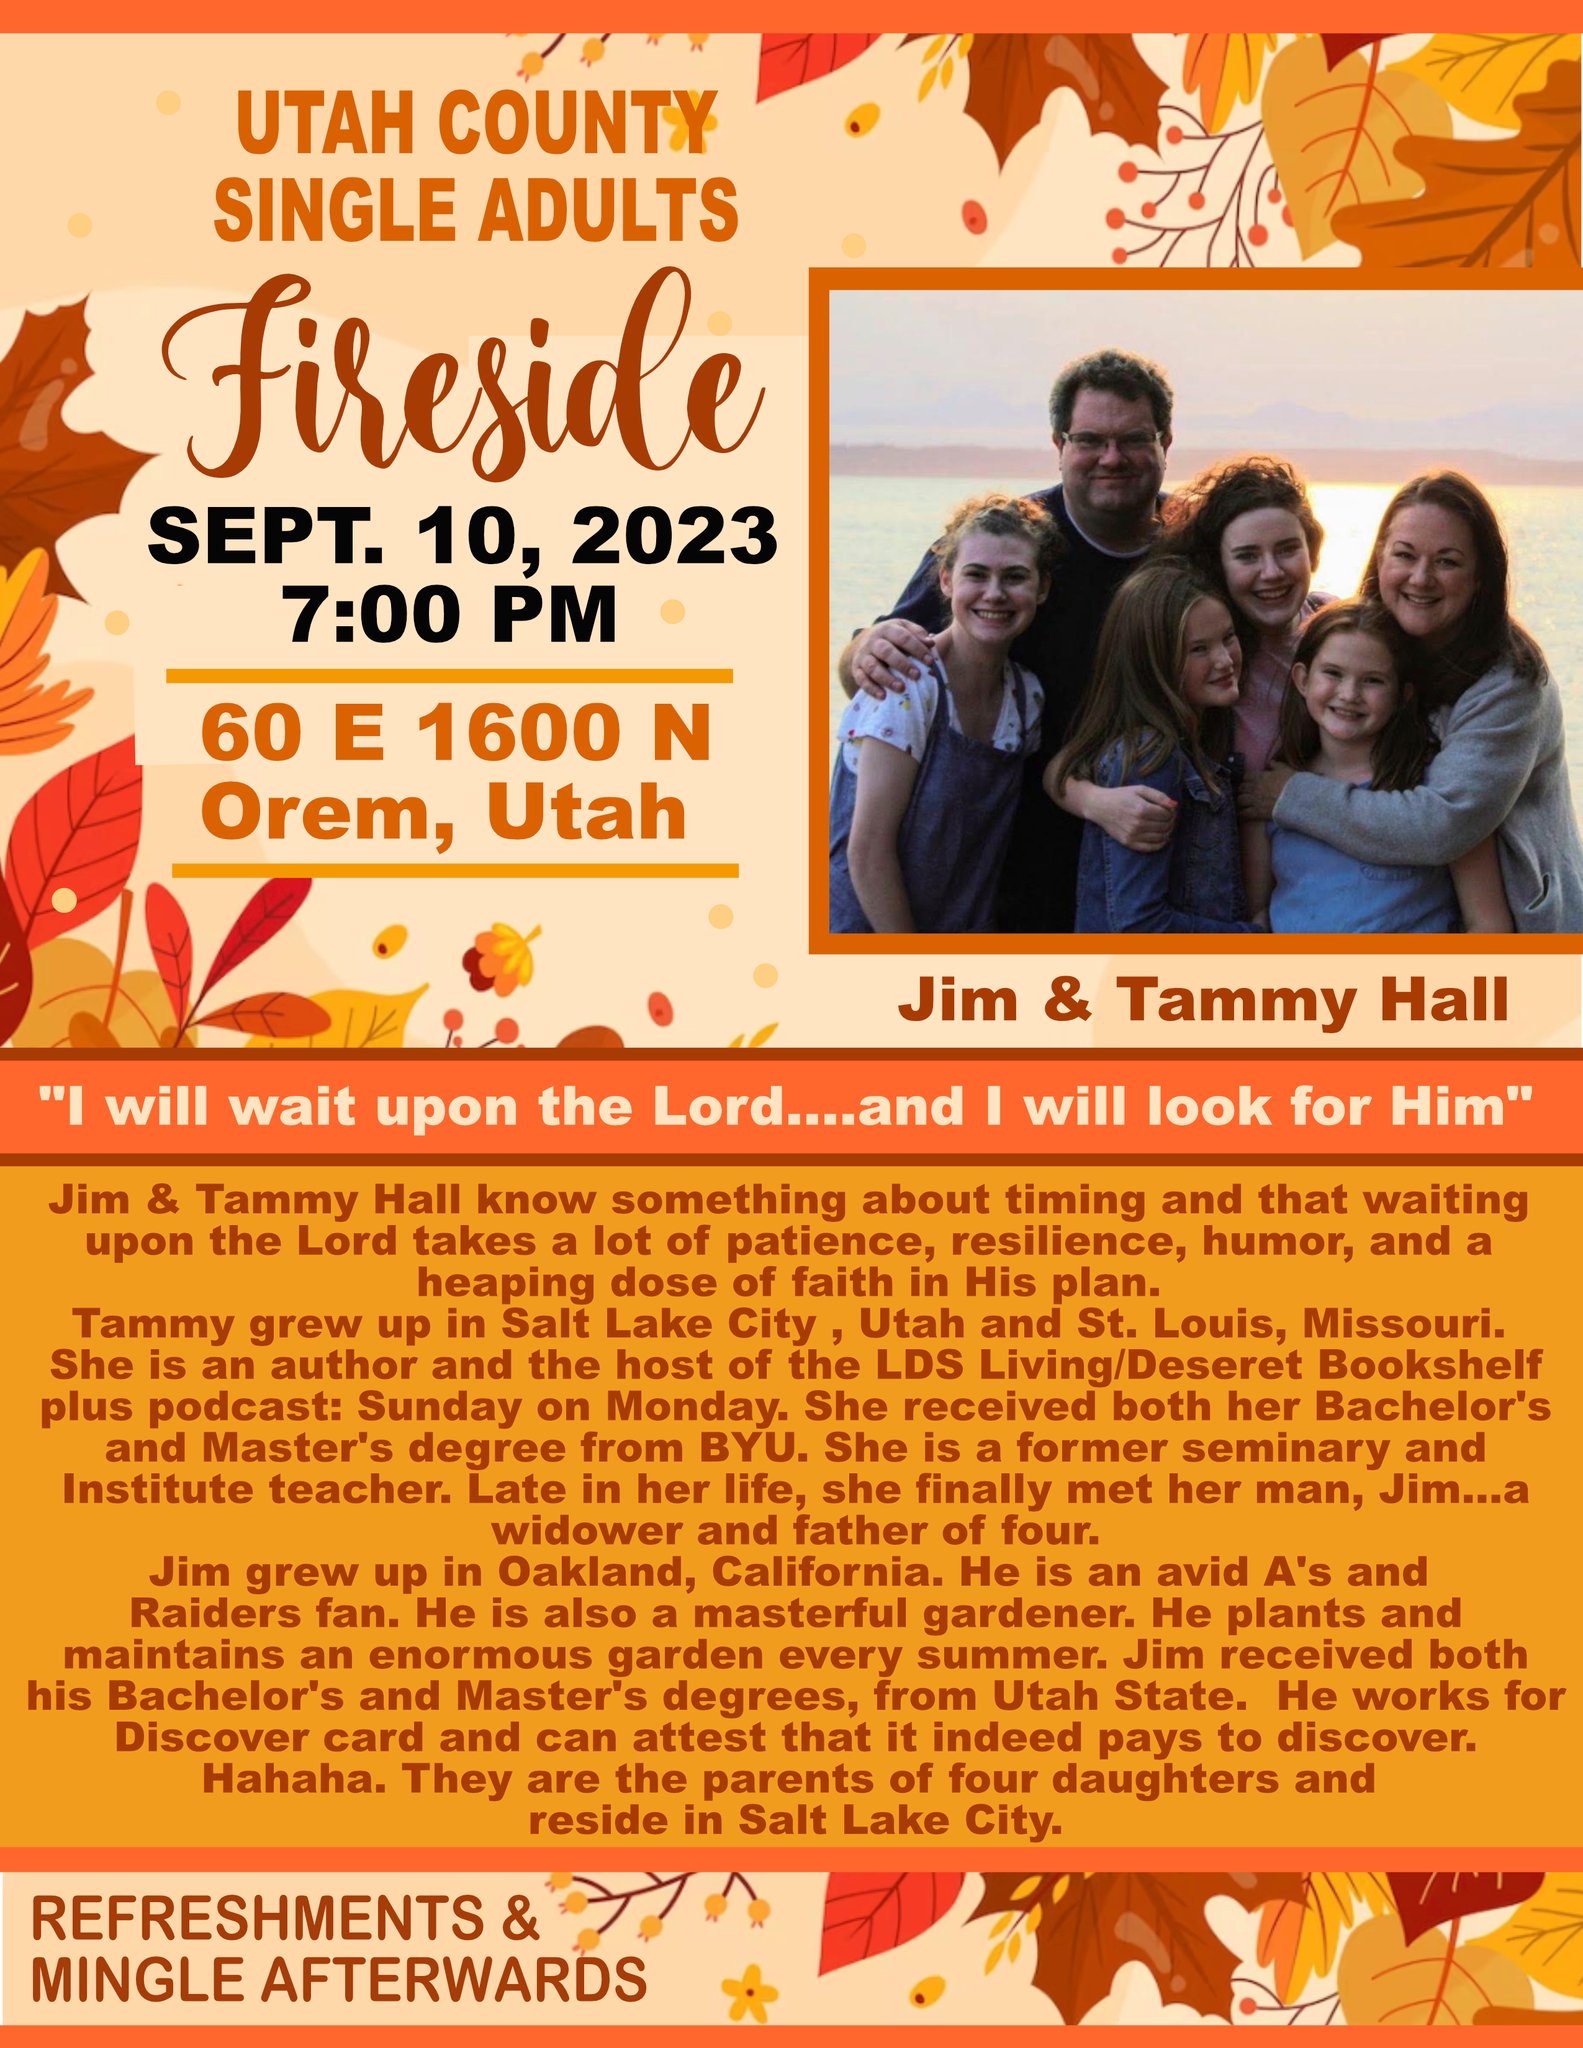 UTAH COUNTY
SINGLE ADULTS
Fireside
SEPT. 10, 2023
7:00 PM
60 E 1600 N
Orem, Utah
Jim & Tammy Hall
"I will wait upon the Lord....and I will look for Him"
Jim & Tammy Hall know something about timing and that waiting
upon the Lord takes a lot of patience, resilience, humor, and a
heaping dose of faith in His plan.
Tammy grew up in Salt Lake City , Utah and St. Louis, Missouri.
She is an author and the host of the LDS Living/Deseret Bookshelf
plus podcast: Sunday on Monday. She received both her Bachelor's
and Master's degree from BYU. She is a former seminary and
Institute teacher. Late in her life, she finally met her man, Jim...a
widower and father of four.
Jim grew up in Oakland, California. He is an avid A's and
Raiders fan. He is also a masterful gardener. He plants and
maintains an enormous garden every summer. Jim received both
his Bachelor's and Master's degrees, from Utah State.  He works for
Discover card and can attest that it indeed pays to discover.
Hahaha. They are the parents of four daughters and
reside in Salt Lake City.
REFRESHMENTS &
MINGLE AFTERWARDS